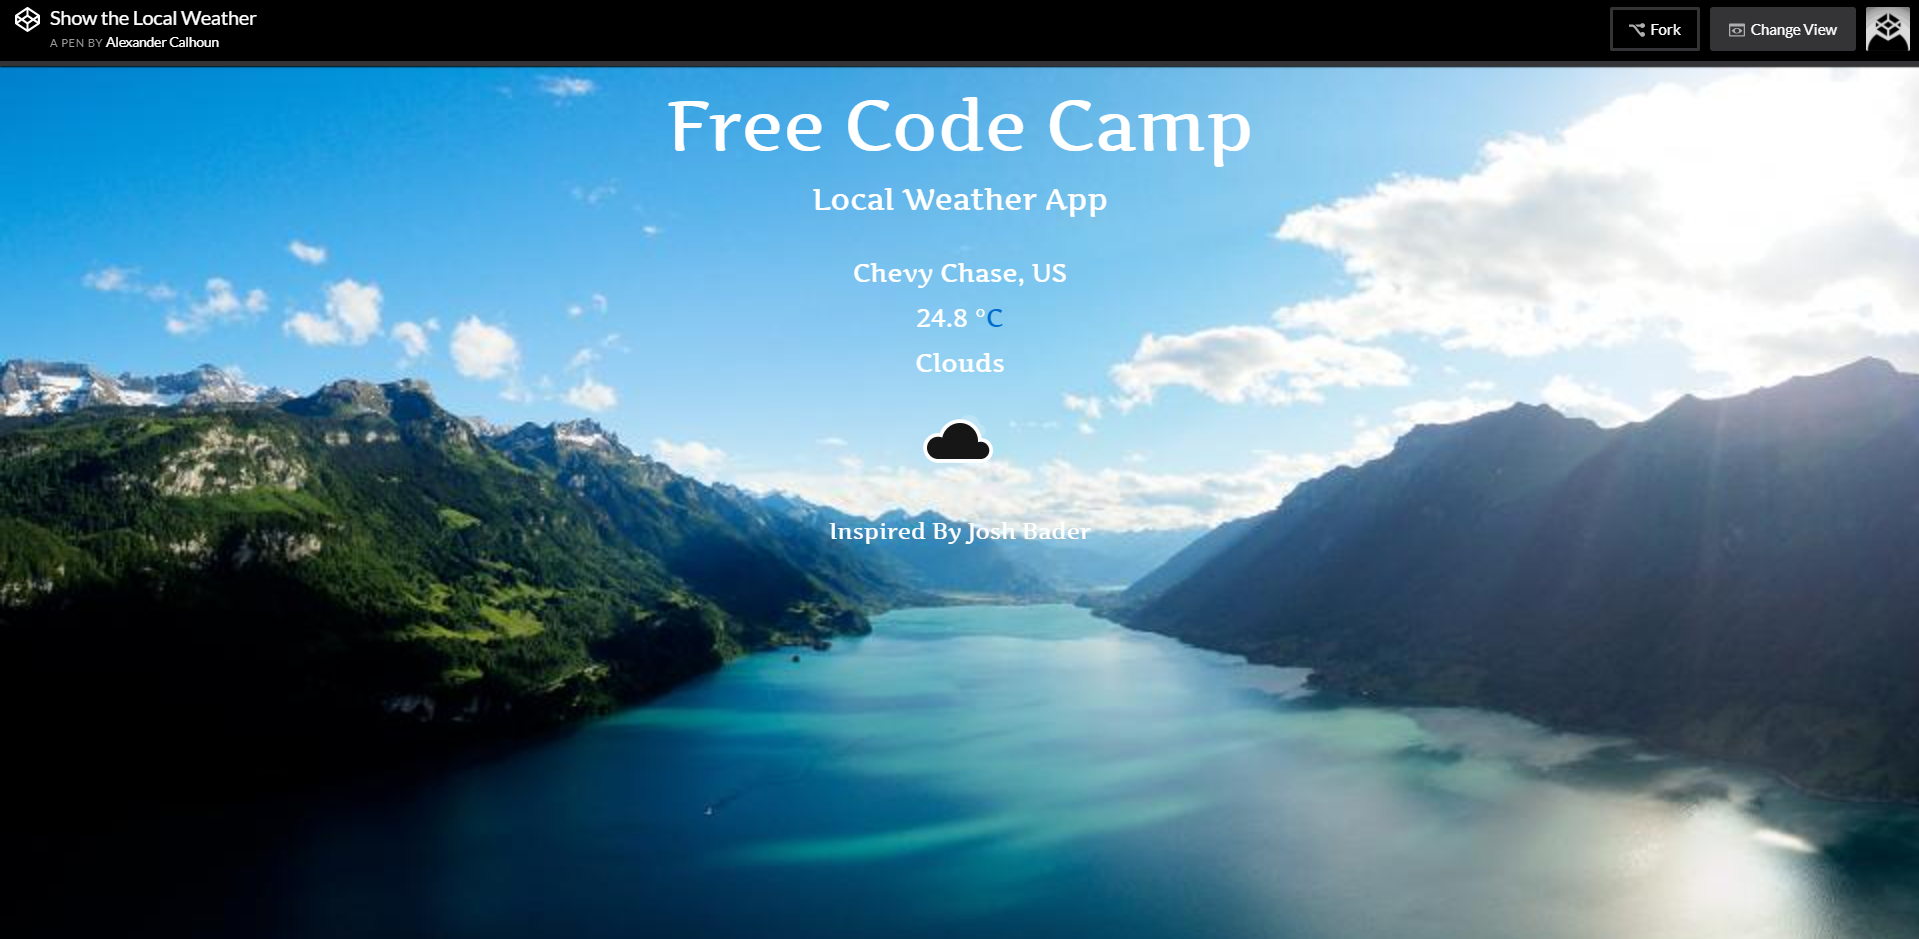 Show the Local Weather
A PEN BY Alexander Calhoun
Fork
Change View
Free Code Camp
Local Weather App
Chevy Chase, US
24.8 °C
Clouds
Inspired By Josh Bader